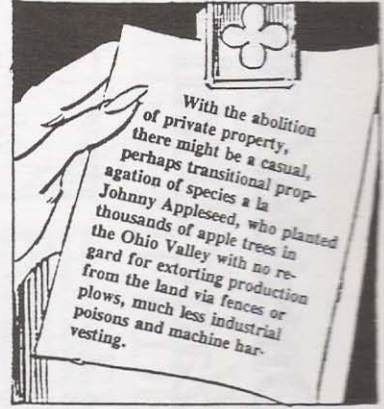 With the abolition
of private property,
there might be a casual,
perhaps transitional prop-
agation of species a la
Johnny Appleseed, who planted
thousands of apple trees in
the Ohio Valley with no re-
gard for extorting production
from the land via fences or
plows, much less industrial
poisons and machine har-
vesting.